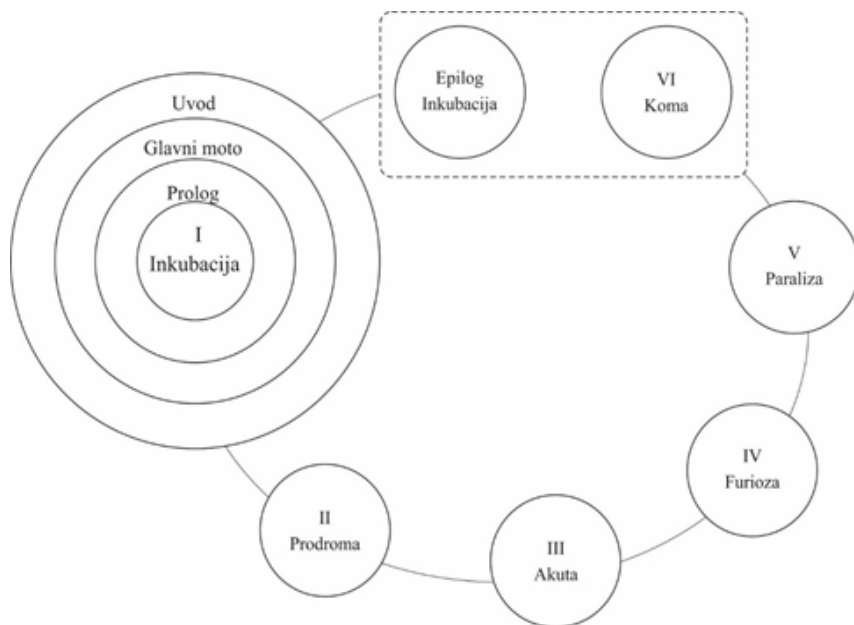 Uvod
Glavni moto
Prolog
I
Inkubacija
II
Prodroma
III
Akuta
IV
Furioza
V
Paraliza
VI
Koma
Epilog
Inkubacija